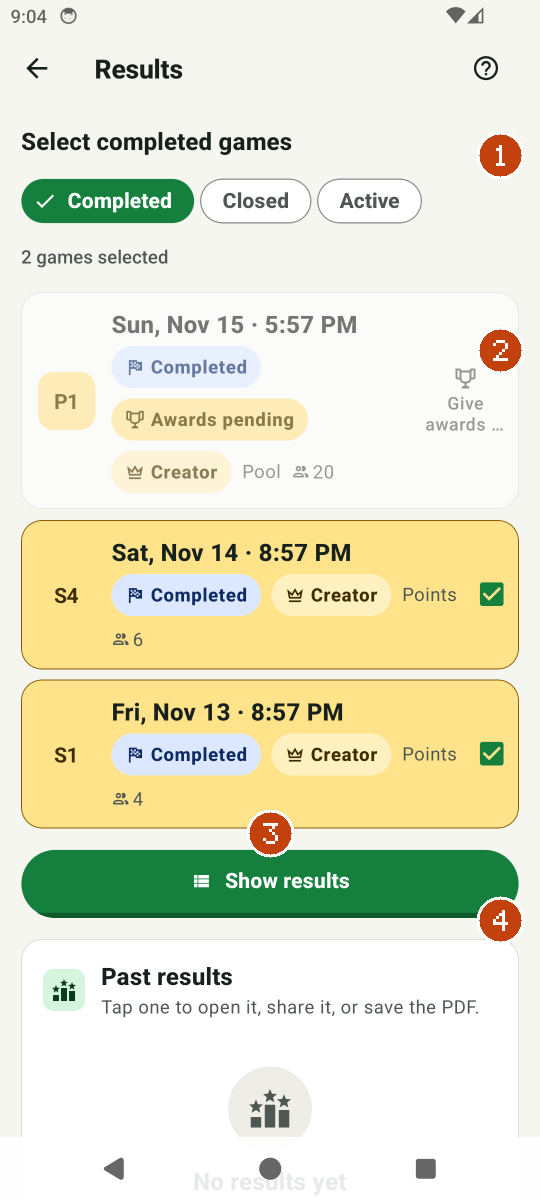 9:04
Results
Select completed games
1
Completed
Closed
Active
2 games selected
Sun, Nov 15 · 5:57 PM
2
Completed
P1
Awards pending
Give
awards ...
Creator
Pool
20
Sat, Nov 14 · 8:57 PM
S4
Completed
Creator
Points
6
Fri, Nov 13 · 8:57 PM
S1
Completed
Creator
Points
4
3
Show results
4
Past results
Tap one to open it, share it, or save the PDF.
No results yet